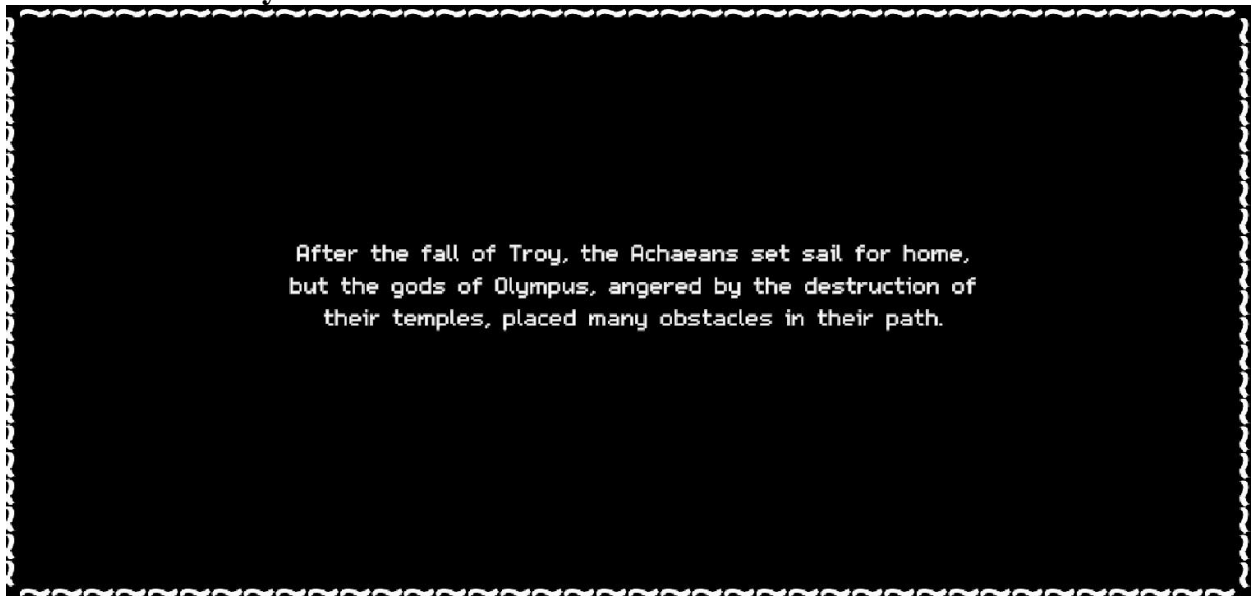 After the fall of Troy, the Achaeans set sail for home,
but the gods of Olympus, angered by the destruction of
their temples, placed many obstacles in their path.